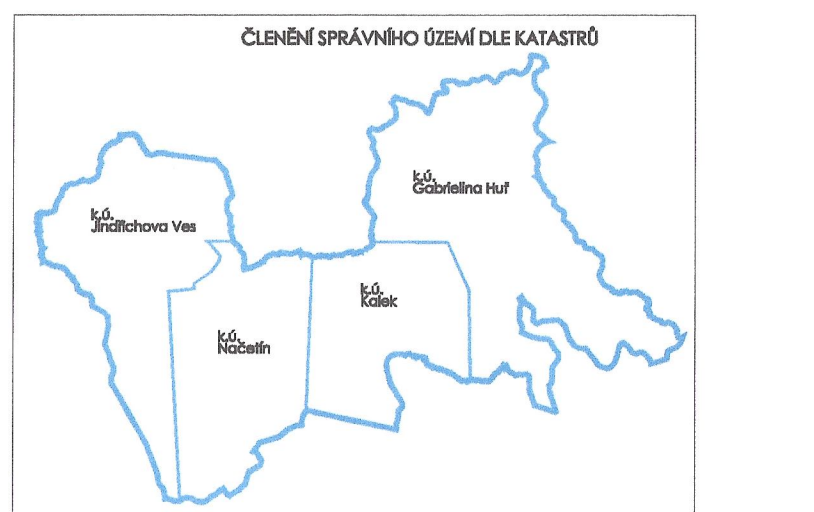 ČLENĚNÍ SPRÁVNÍHO ÚZEMÍ DLE KATASTRŮ
k.ú.
Gabrielina Huť
k.ú.
Jindřichova Ves
k.ú.
Kalek
k.ú.
Načetín